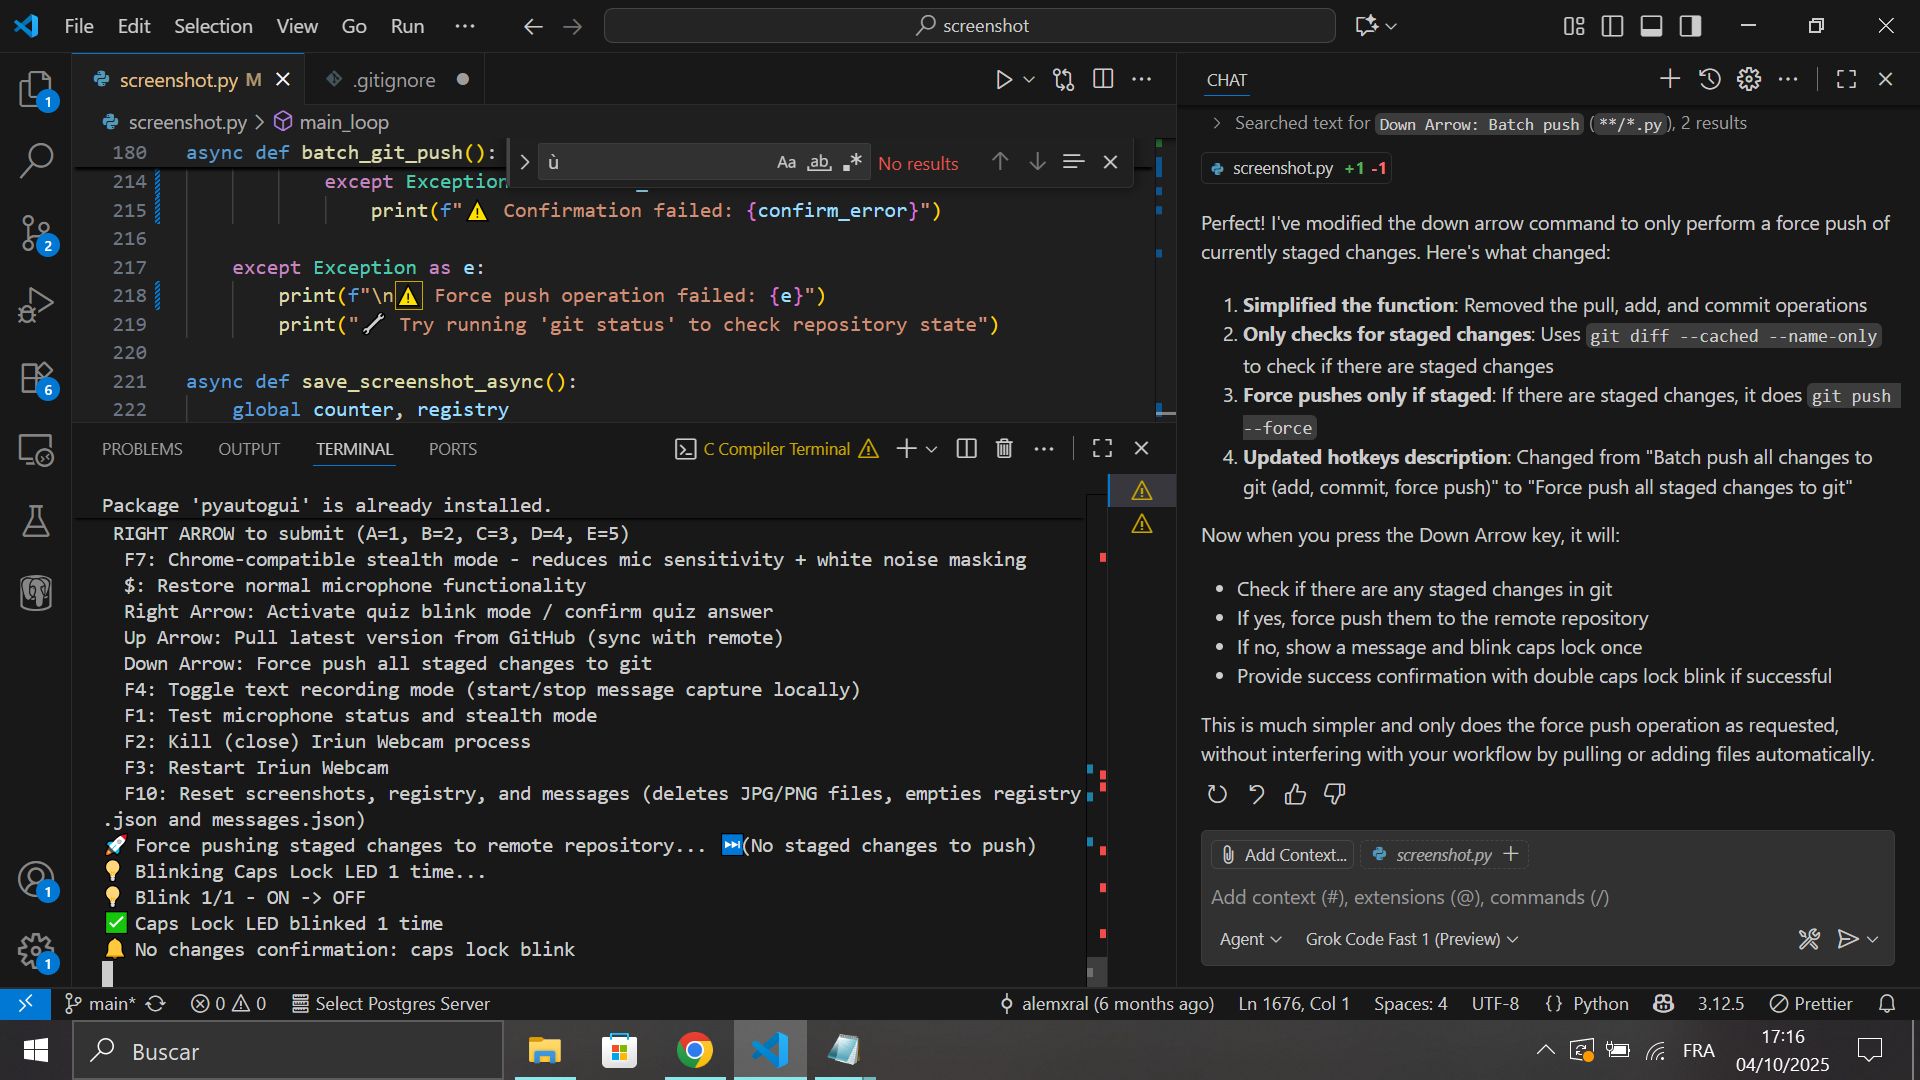 File Edit Selection View Go Run ··· screenshot
screenshot.py M .gitignore
screenshot.py > main_loop
ù Aa ab .* No results
180 async def batch_git_push():
214 except Exception
215 print(f"⚠️ Confirmation failed: {confirm_error}")
216
217 except Exception as e:
218 print(f"\n⚠️ Force push operation failed: {e}")
219 print("🔧 Try running 'git status' to check repository state")
220
221 async def save_screenshot_async():
222 global counter, registry
PROBLEMS OUTPUT TERMINAL PORTS C Compiler Terminal
Package 'pyautogui' is already installed.
RIGHT ARROW to submit (A=1, B=2, C=3, D=4, E=5)
F7: Chrome-compatible stealth mode - reduces mic sensitivity + white noise masking
$: Restore normal microphone functionality
Right Arrow: Activate quiz blink mode / confirm quiz answer
Up Arrow: Pull latest version from GitHub (sync with remote)
Down Arrow: Force push all staged changes to git
F4: Toggle text recording mode (start/stop message capture locally)
F1: Test microphone status and stealth mode
F2: Kill (close) Iriun Webcam process
F3: Restart Iriun Webcam
F10: Reset screenshots, registry, and messages (deletes JPG/PNG files, empties registry
.json and messages.json)
🚀 Force pushing staged changes to remote repository... ⏭️(No staged changes to push)
💡 Blinking Caps Lock LED 1 time...
💡 Blink 1/1 - ON -> OFF
✅ Caps Lock LED blinked 1 time
🔔 No changes confirmation: caps lock blink
CHAT
> Searched text for Down Arrow: Batch push (**/*.py), 2 results
screenshot.py +1 -1
Perfect! I've modified the down arrow command to only perform a force push of
currently staged changes. Here's what changed:
1. Simplified the function: Removed the pull, add, and commit operations
2. Only checks for staged changes: Uses git diff --cached --name-only
to check if there are staged changes
3. Force pushes only if staged: If there are staged changes, it does git push
--force
4. Updated hotkeys description: Changed from "Batch push all changes to
git (add, commit, force push)" to "Force push all staged changes to git"
Now when you press the Down Arrow key, it will:
• Check if there are any staged changes in git
• If yes, force push them to the remote repository
• If no, show a message and blink caps lock once
• Provide success confirmation with double caps lock blink if successful
This is much simpler and only does the force push operation as requested,
without interfering with your workflow by pulling or adding files automatically.
Add Context... screenshot.py +
Add context (#), extensions (@), commands (/)
Agent Grok Code Fast 1 (Preview)
1
2
6
1
1
main* 0 0 Select Postgres Server alemxral (6 months ago) Ln 1676, Col 1 Spaces: 4 UTF-8 {} Python 3.12.5 Prettier
Buscar FRA 17:16
04/10/2025